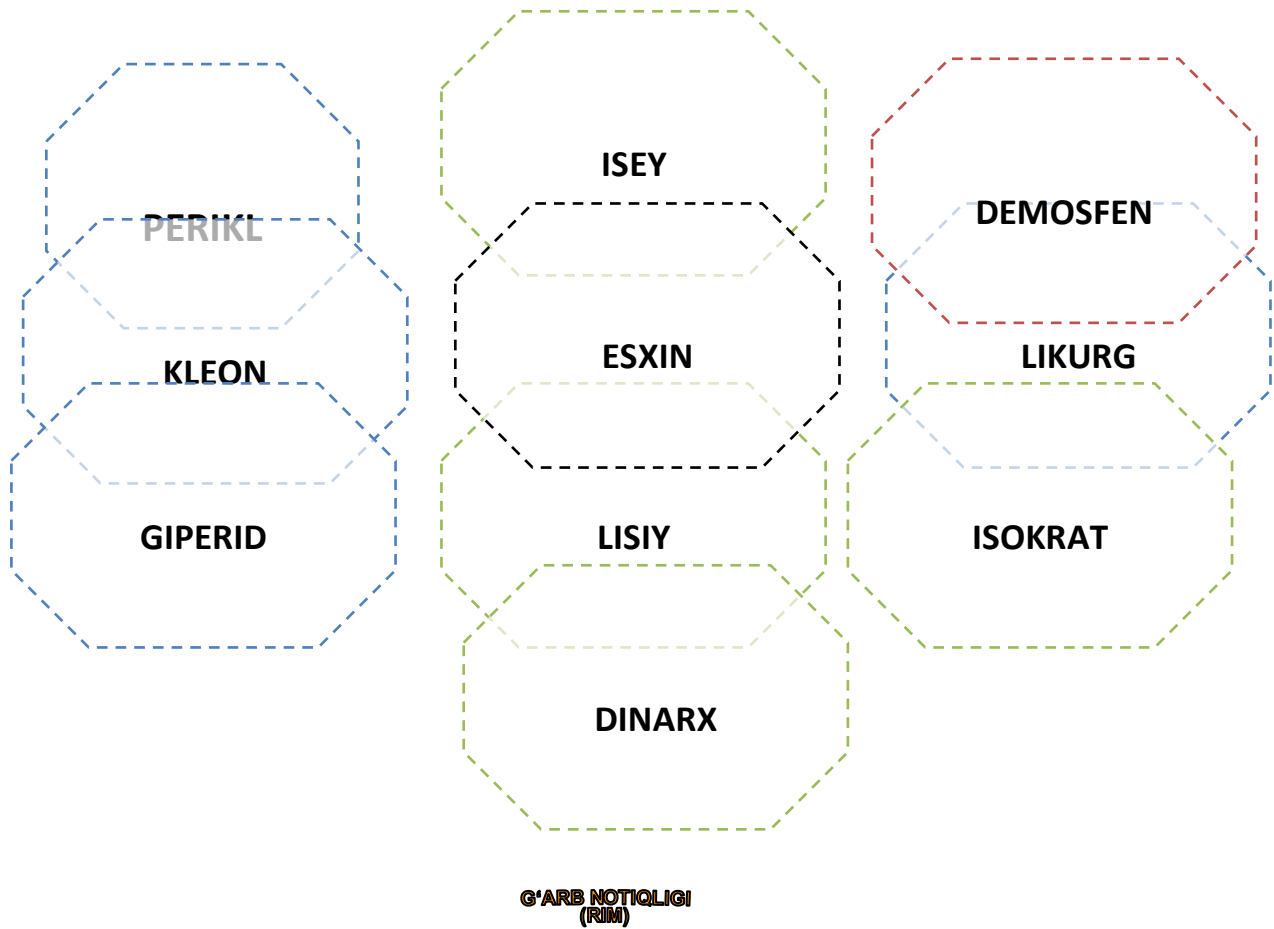 PERIKL
KLEON
GIPERID
ISEY
ESXIN
LISIY
DINARX
DEMOSFEN
LIKURG
ISOKRAT
G‘ARB NOTIQLIGI
(RIM)